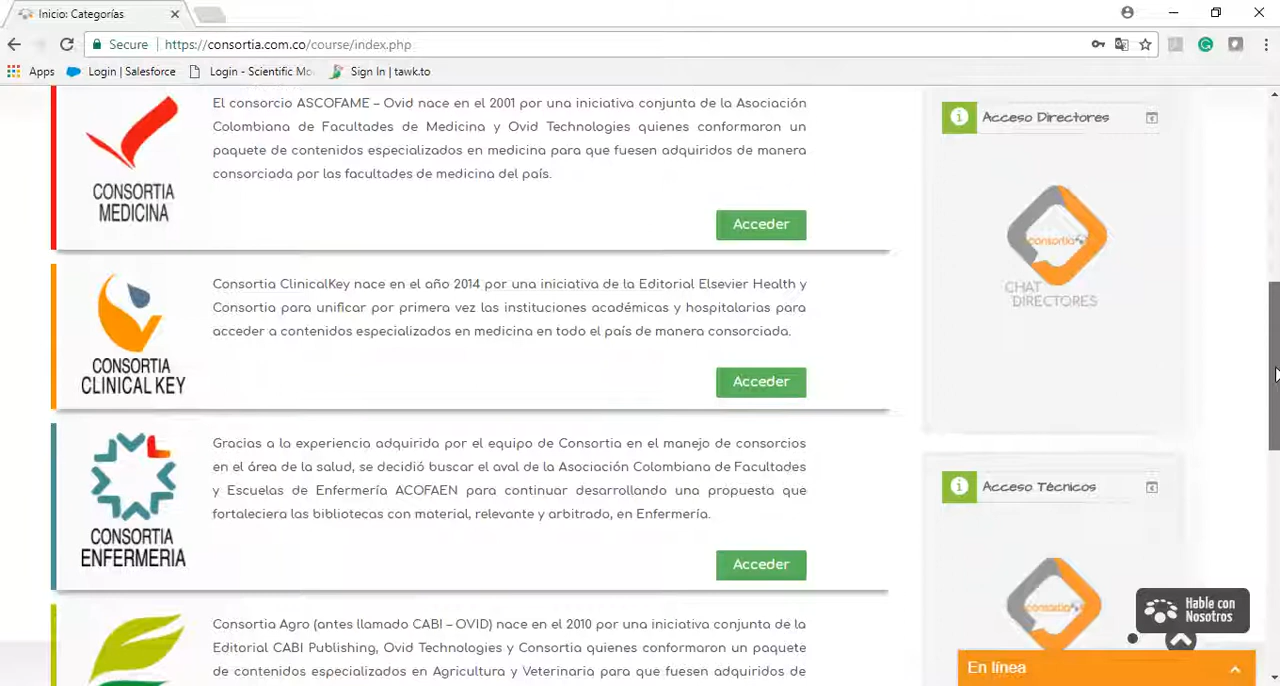 Inicio: Categorías
Secure | https://consortia.com.co/course/index.php
Apps Login | Salesforce Login - Scientific Mo Sign In | tawk.to
El consorcio ASCOFAME – Ovid nace en el 2001 por una iniciativa conjunta de la Asociación
Colombiana de Facultades de Medicina y Ovid Technologies quienes conformaron un
paquete de contenidos especializados en medicina para que fuesen adquiridos de manera
consorciada por las facultades de medicina del país.
CONSORTIA
MEDICINA
Acceder
Consortia ClinicalKey nace en el año 2014 por una iniciativa de la Editorial Elsevier Health y
Consortia para unificar por primera vez las instituciones académicas y hospitalarias para
acceder a contenidos especializados en medicina en todo el país de manera consorciada.
CONSORTIA
CLINICAL KEY
Acceder
Gracias a la experiencia adquirida por el equipo de Consortia en el manejo de consorcios
en el área de la salud, se decidió buscar el aval de la Asociación Colombiana de Facultades
y Escuelas de Enfermería ACOFAEN para continuar desarrollando una propuesta que
fortaleciera las bibliotecas con material, relevante y arbitrado, en Enfermería.
CONSORTIA
ENFERMERIA
Acceder
Consortia Agro (antes llamado CABI – OVID) nace en el 2010 por una iniciativa conjunta de la
Editorial CABI Publishing, Ovid Technologies y Consortia quienes conformaron un paquete
de contenidos especializados en Agricultura y Veterinaria para que fuesen adquiridos de
Acceso Directores
consortia
CHAT
DIRECTORES
Acceso Técnicos
consortia
Hable con
Nosotros
En línea